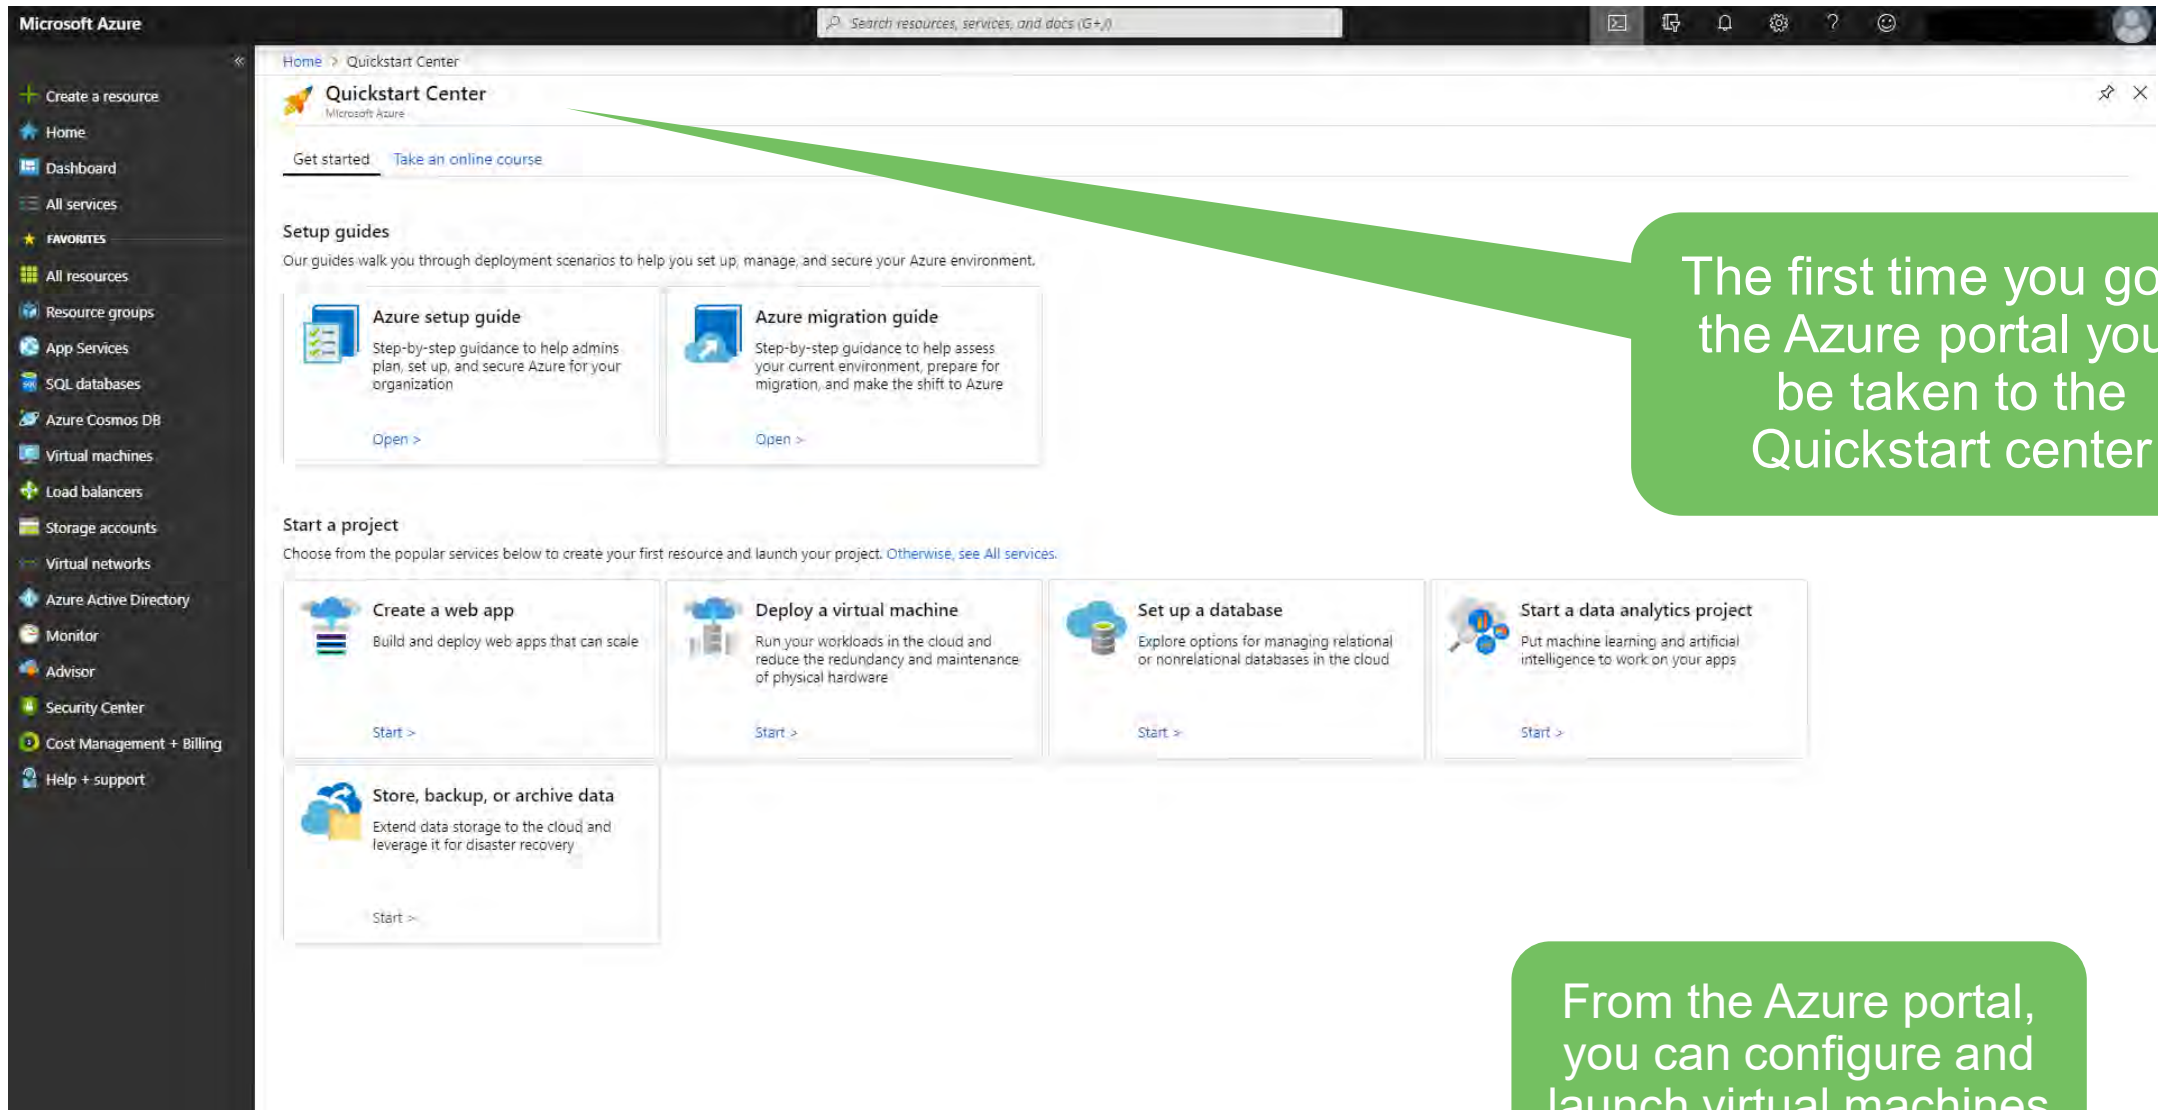 Microsoft Azure
Search resources, services, and docs (G+/)
Home > Quickstart Center
Quickstart Center
Microsoft Azure
Get started Take an online course
Create a resource
Home
Dashboard
All services
FAVORITES
All resources
Resource groups
App Services
SQL databases
Azure Cosmos DB
Virtual machines
Load balancers
Storage accounts
Virtual networks
Azure Active Directory
Monitor
Advisor
Security Center
Cost Management + Billing
Help + support
Setup guides
Our guides walk you through deployment scenarios to help you set up, manage, and secure your Azure environment.
Azure setup guide
Step-by-step guidance to help admins
plan, set up, and secure Azure for your
organization
Open >
Azure migration guide
Step-by-step guidance to help assess
your current environment, prepare for
migration, and make the shift to Azure
Open >
Start a project
Choose from the popular services below to create your first resource and launch your project. Otherwise, see All services.
Create a web app
Build and deploy web apps that can scale
Start >
Deploy a virtual machine
Run your workloads in the cloud and
reduce the redundancy and maintenance
of physical hardware
Start >
Set up a database
Explore options for managing relational
or nonrelational databases in the cloud
Start >
Start a data analytics project
Put machine learning and artificial
intelligence to work on your apps
Start >
Store, backup, or archive data
Extend data storage to the cloud and
leverage it for disaster recovery
Start >
The first time you go
the Azure portal you
be taken to the
Quickstart center
From the Azure portal,
you can configure and
launch virtual machines